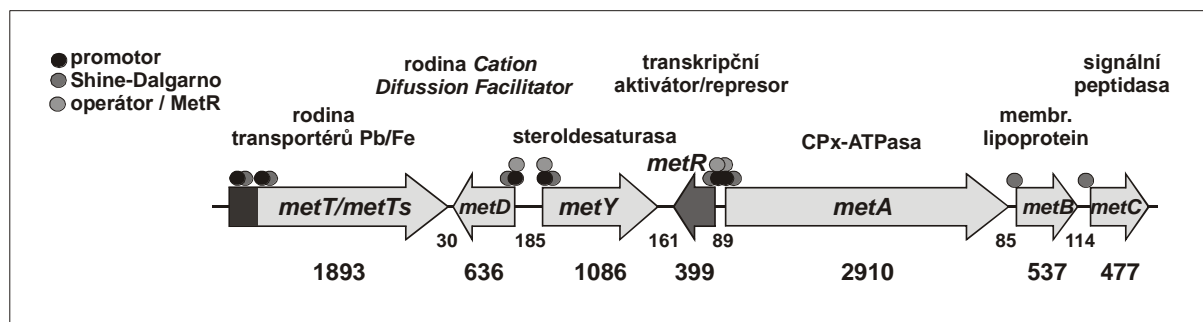 promotor
Shine-Dalgarno
operátor / MetR
rodina
transportérů Pb/Fe
rodina Cation
Difussion Facilitator
steroldesaturasa
transkripční
aktivátor/represor
CPx-ATPasa
membr.
lipoprotein
signální
peptidasa
metR
metT/metTs
metD
metY
metA
metB
metC
30
185
161
89
85
114
1893
636
1086
399
2910
537
477